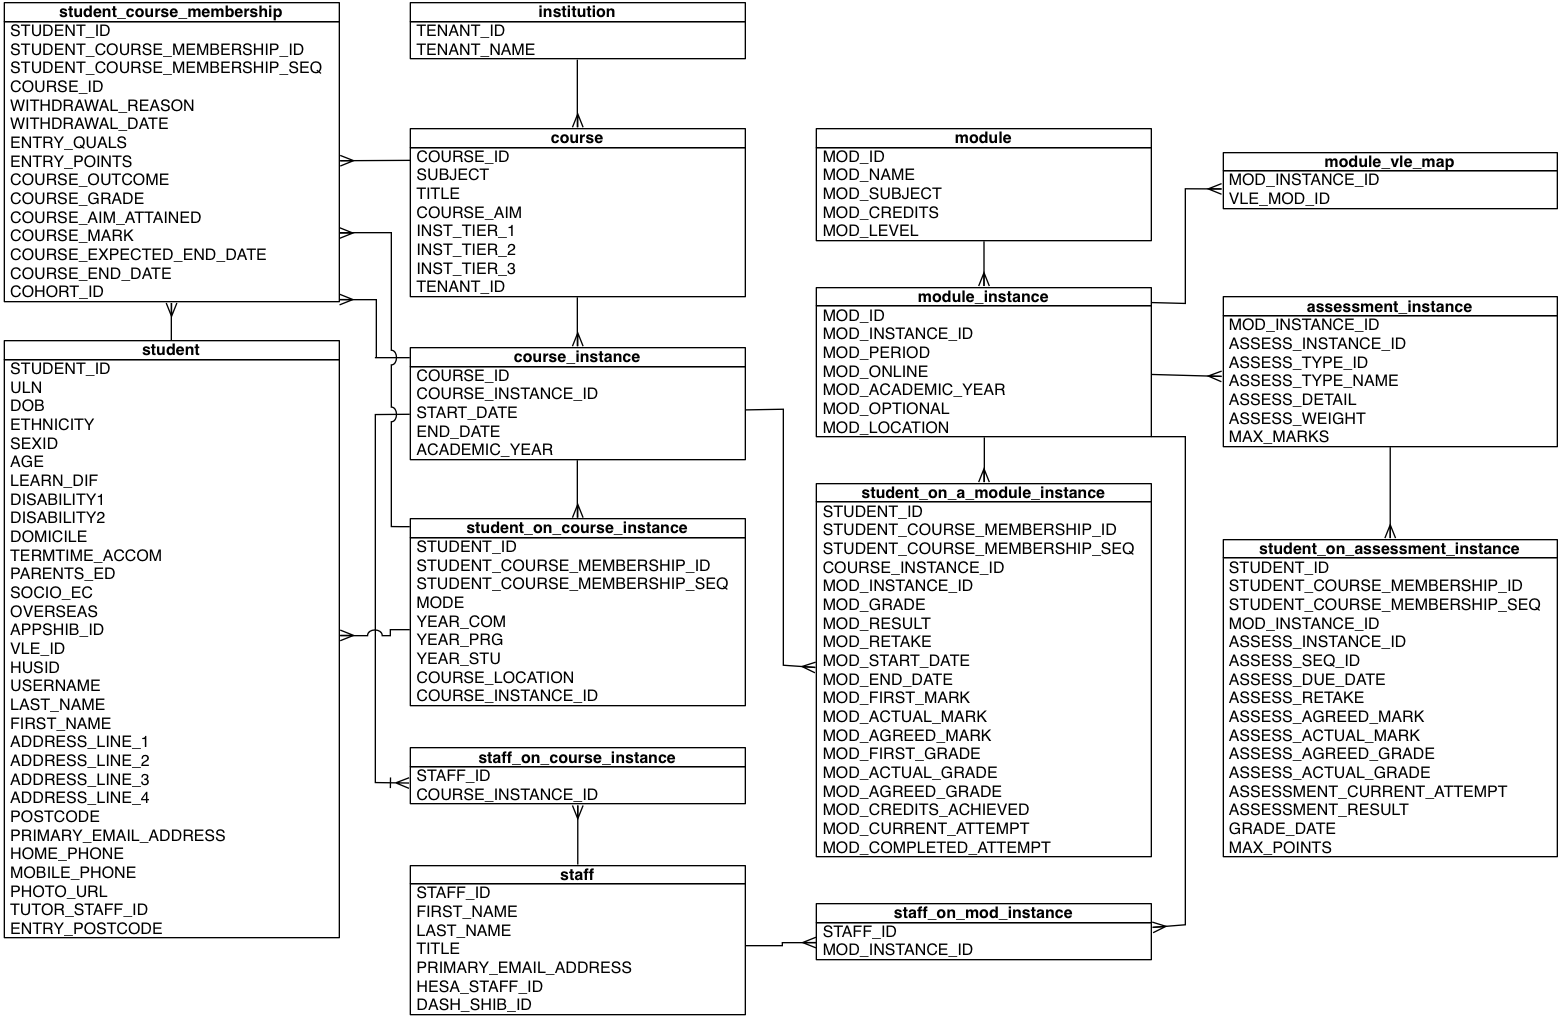 student_course_membership
STUDENT_ID
STUDENT_COURSE_MEMBERSHIP_ID
STUDENT_COURSE_MEMBERSHIP_SEQ
COURSE_ID
WITHDRAWAL_REASON
WITHDRAWAL_DATE
ENTRY_QUALS
ENTRY_POINTS
COURSE_OUTCOME
COURSE_GRADE
COURSE_AIM_ATTAINED
COURSE_MARK
COURSE_EXPECTED_END_DATE
COURSE_END_DATE
COHORT_ID
student
STUDENT_ID
ULN
DOB
ETHNICITY
SEXID
AGE
LEARN_DIF
DISABILITY1
DISABILITY2
DOMICILE
TERMTIME_ACCOM
PARENTS_ED
SOCIO_EC
OVERSEAS
APPSHIB_ID
VLE_ID
HUSID
USERNAME
LAST_NAME
FIRST_NAME
ADDRESS_LINE_1
ADDRESS_LINE_2
ADDRESS_LINE_3
ADDRESS_LINE_4
POSTCODE
PRIMARY_EMAIL_ADDRESS
HOME_PHONE
MOBILE_PHONE
PHOTO_URL
TUTOR_STAFF_ID
ENTRY_POSTCODE
institution
TENANT_ID
TENANT_NAME
course
COURSE_ID
SUBJECT
TITLE
COURSE_AIM
INST_TIER_1
INST_TIER_2
INST_TIER_3
TENANT_ID
course_instance
COURSE_ID
COURSE_INSTANCE_ID
START_DATE
END_DATE
ACADEMIC_YEAR
student_on_course_instance
STUDENT_ID
STUDENT_COURSE_MEMBERSHIP_ID
STUDENT_COURSE_MEMBERSHIP_SEQ
MODE
YEAR_COM
YEAR_PRG
YEAR_STU
COURSE_LOCATION
COURSE_INSTANCE_ID
staff_on_course_instance
STAFF_ID
COURSE_INSTANCE_ID
staff
STAFF_ID
FIRST_NAME
LAST_NAME
TITLE
PRIMARY_EMAIL_ADDRESS
HESA_STAFF_ID
DASH_SHIB_ID
module
MOD_ID
MOD_NAME
MOD_SUBJECT
MOD_CREDITS
MOD_LEVEL
module_instance
MOD_ID
MOD_INSTANCE_ID
MOD_PERIOD
MOD_ONLINE
MOD_ACADEMIC_YEAR
MOD_OPTIONAL
MOD_LOCATION
student_on_a_module_instance
STUDENT_ID
STUDENT_COURSE_MEMBERSHIP_ID
STUDENT_COURSE_MEMBERSHIP_SEQ
COURSE_INSTANCE_ID
MOD_INSTANCE_ID
MOD_GRADE
MOD_RESULT
MOD_RETAKE
MOD_START_DATE
MOD_END_DATE
MOD_FIRST_MARK
MOD_ACTUAL_MARK
MOD_AGREED_MARK
MOD_FIRST_GRADE
MOD_ACTUAL_GRADE
MOD_AGREED_GRADE
MOD_CREDITS_ACHIEVED
MOD_CURRENT_ATTEMPT
MOD_COMPLETED_ATTEMPT
staff_on_mod_instance
STAFF_ID
MOD_INSTANCE_ID
module_vle_map
MOD_INSTANCE_ID
VLE_MOD_ID
assessment_instance
MOD_INSTANCE_ID
ASSESS_INSTANCE_ID
ASSESS_TYPE_ID
ASSESS_TYPE_NAME
ASSESS_DETAIL
ASSESS_WEIGHT
MAX_MARKS
student_on_assessment_instance
STUDENT_ID
STUDENT_COURSE_MEMBERSHIP_ID
STUDENT_COURSE_MEMBERSHIP_SEQ
MOD_INSTANCE_ID
ASSESS_INSTANCE_ID
ASSESS_SEQ_ID
ASSESS_DUE_DATE
ASSESS_RETAKE
ASSESS_AGREED_MARK
ASSESS_ACTUAL_MARK
ASSESS_AGREED_GRADE
ASSESS_ACTUAL_GRADE
ASSESSMENT_CURRENT_ATTEMPT
ASSESSMENT_RESULT
GRADE_DATE
MAX_POINTS